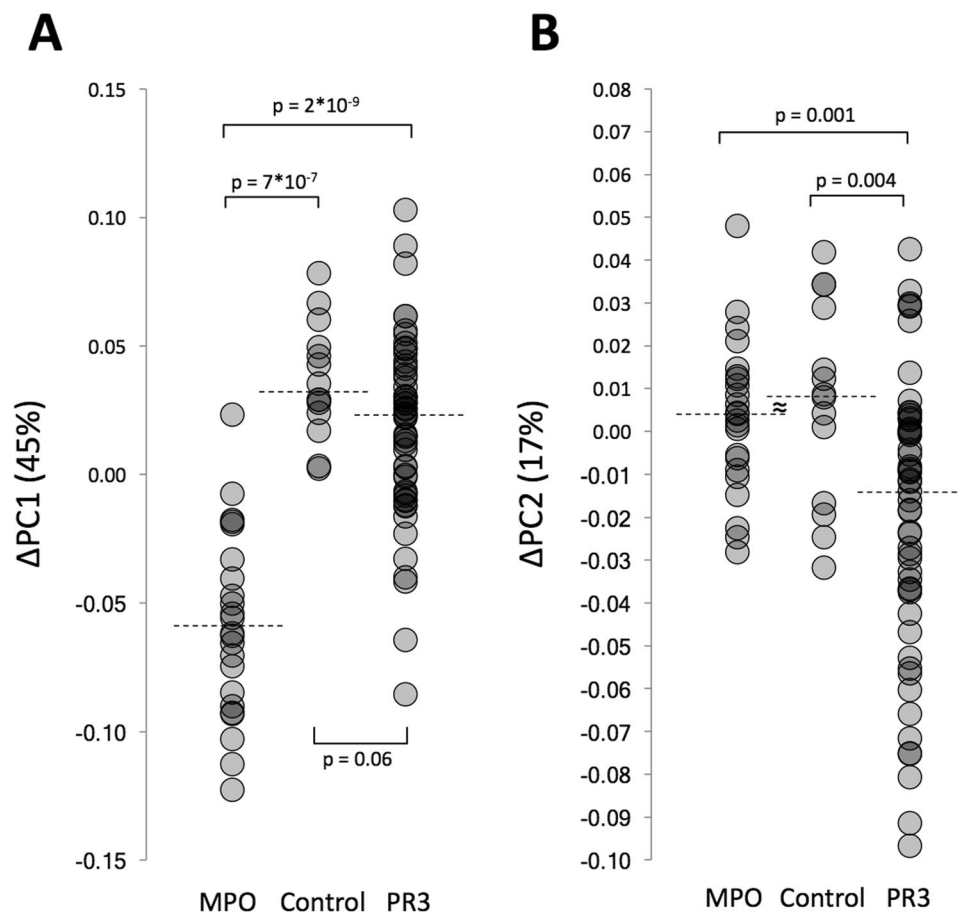 A
ΔPC1 (45%)
0.15
0.10
0.05
0.00
-0.05
-0.10
-0.15
p = 2*10⁻⁹
p = 7*10⁻⁷
p = 0.06
MPO Control PR3
B
ΔPC2 (17%)
0.08
0.07
0.06
0.05
0.04
0.03
0.02
0.01
0.00
-0.01
-0.02
-0.03
-0.04
-0.05
-0.06
-0.07
-0.08
-0.09
-0.10
p = 0.001
p = 0.004
≈
MPO Control PR3